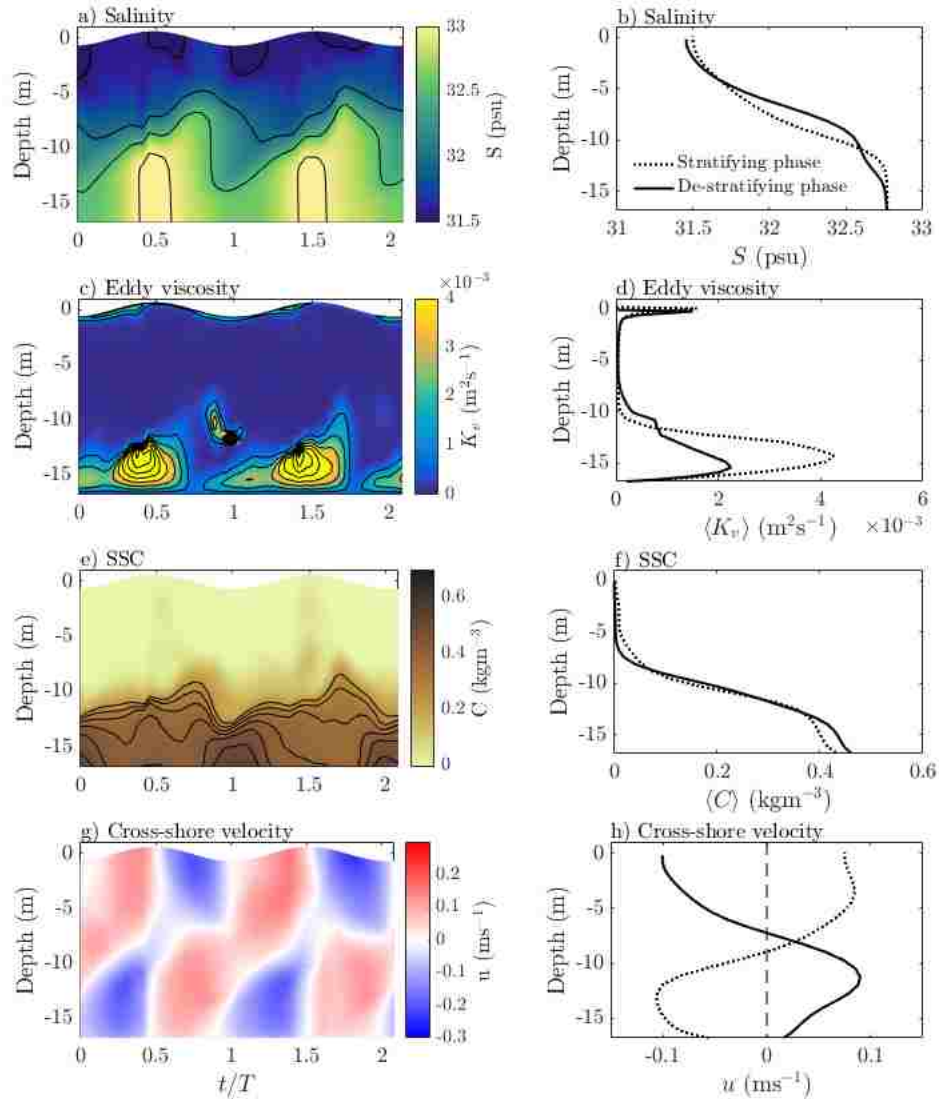 a) Salinity
0
-5
-10
-15
Depth (m)
0 0.5 1 1.5 2
33
32.5
32
31.5
S (psu)
b) Salinity
0
-5
-10
-15
Depth (m)
Stratifying phase
De-stratifying phase
31 31.5 32 32.5 33
S (psu)
c) Eddy viscosity
0
-5
-10
-15
Depth (m)
0 0.5 1 1.5 2
×10⁻³
4
3
2
1
0
Kᵥ (m²s⁻¹)
d) Eddy viscosity
0
-5
-10
-15
Depth (m)
0 2 4 6
⟨Kᵥ⟩ (m²s⁻¹) ×10⁻³
e) SSC
0
-5
-10
-15
Depth (m)
0 0.5 1 1.5 2
0.6
0.4
0.2
0
C (kgm⁻³)
f) SSC
0
-5
-10
-15
Depth (m)
0 0.2 0.4 0.6
⟨C⟩ (kgm⁻³)
g) Cross-shore velocity
0
-5
-10
-15
Depth (m)
0 0.5 1 1.5 2
t/T
0.2
0.1
0
-0.1
-0.2
-0.3
u (ms⁻¹)
h) Cross-shore velocity
0
-5
-10
-15
Depth (m)
-0.1 0 0.1
u (ms⁻¹)